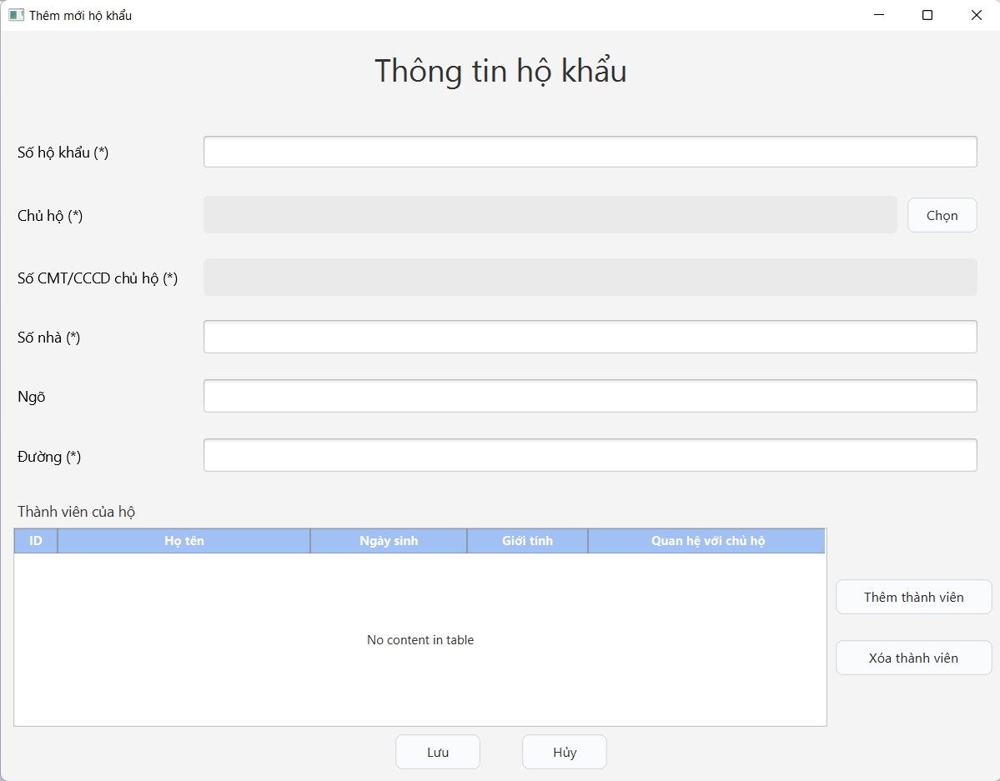 Thêm mới hộ khẩu
Thông tin hộ khẩu
Số hộ khẩu (*)
Chủ hộ (*)
Chọn
Số CMT/CCCD chủ hộ (*)
Số nhà (*)
Ngõ
Đường (*)
Thành viên của hộ
ID Họ tên Ngày sinh Giới tính Quan hệ với chủ hộ
Thêm thành viên
No content in table
Xóa thành viên
Lưu Hủy